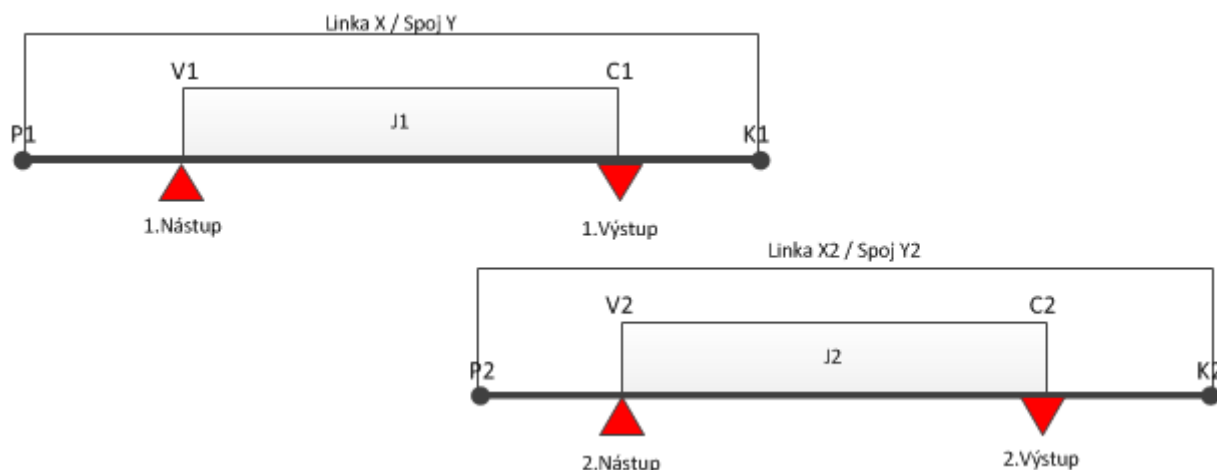 Linka X / Spoj Y
V1
C1
J1
P1
K1
1.Nástup
1.Výstup
Linka X2 / Spoj Y2
V2
C2
J2
P2
K2
2.Nástup
2.Výstup